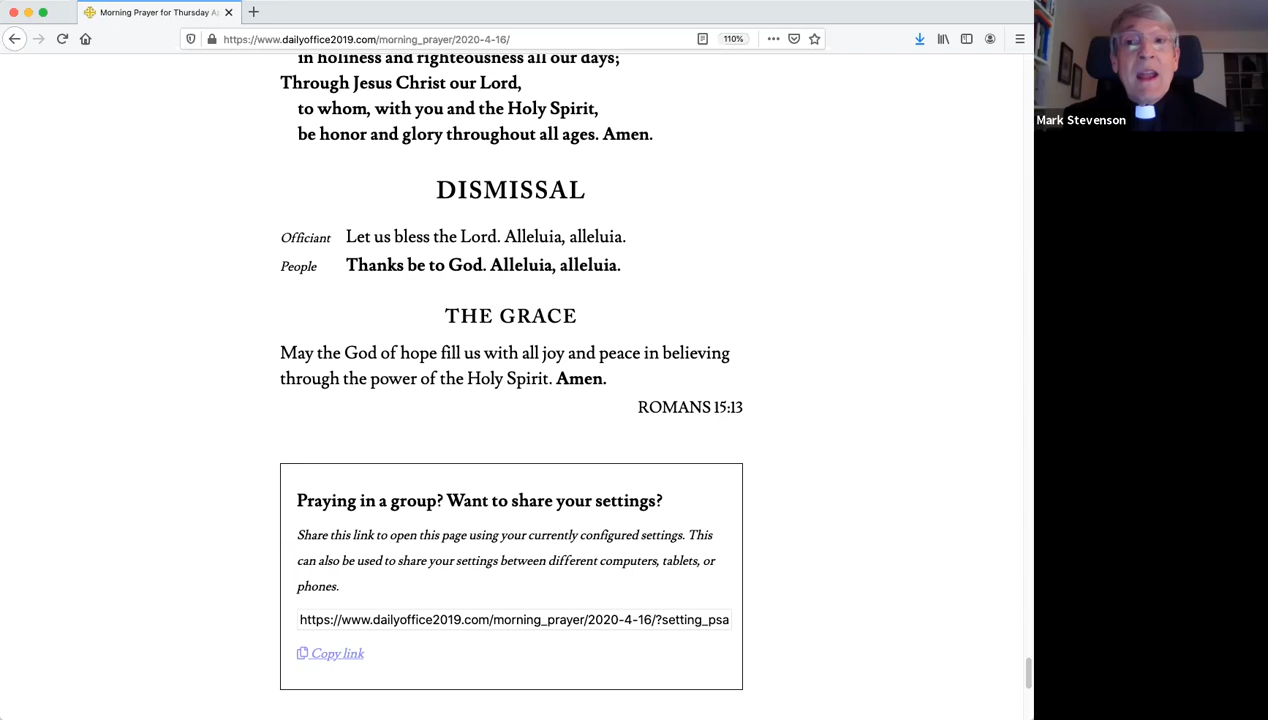 Morning Prayer for Thursday A
https://www.dailyoffice2019.com/morning_prayer/2020-4-16/
110%
Mark Stevenson
in holiness and righteousness all our days;
Through Jesus Christ our Lord,
to whom, with you and the Holy Spirit,
be honor and glory throughout all ages. Amen.
DISMISSAL
Officiant Let us bless the Lord. Alleluia, alleluia.
People Thanks be to God. Alleluia, alleluia.
THE GRACE
May the God of hope fill us with all joy and peace in believing
through the power of the Holy Spirit. Amen.
ROMANS 15:13
Praying in a group? Want to share your settings?
Share this link to open this page using your currently configured settings. This
can also be used to share your settings between different computers, tablets, or
phones.
https://www.dailyoffice2019.com/morning_prayer/2020-4-16/?setting_psa
Copy link